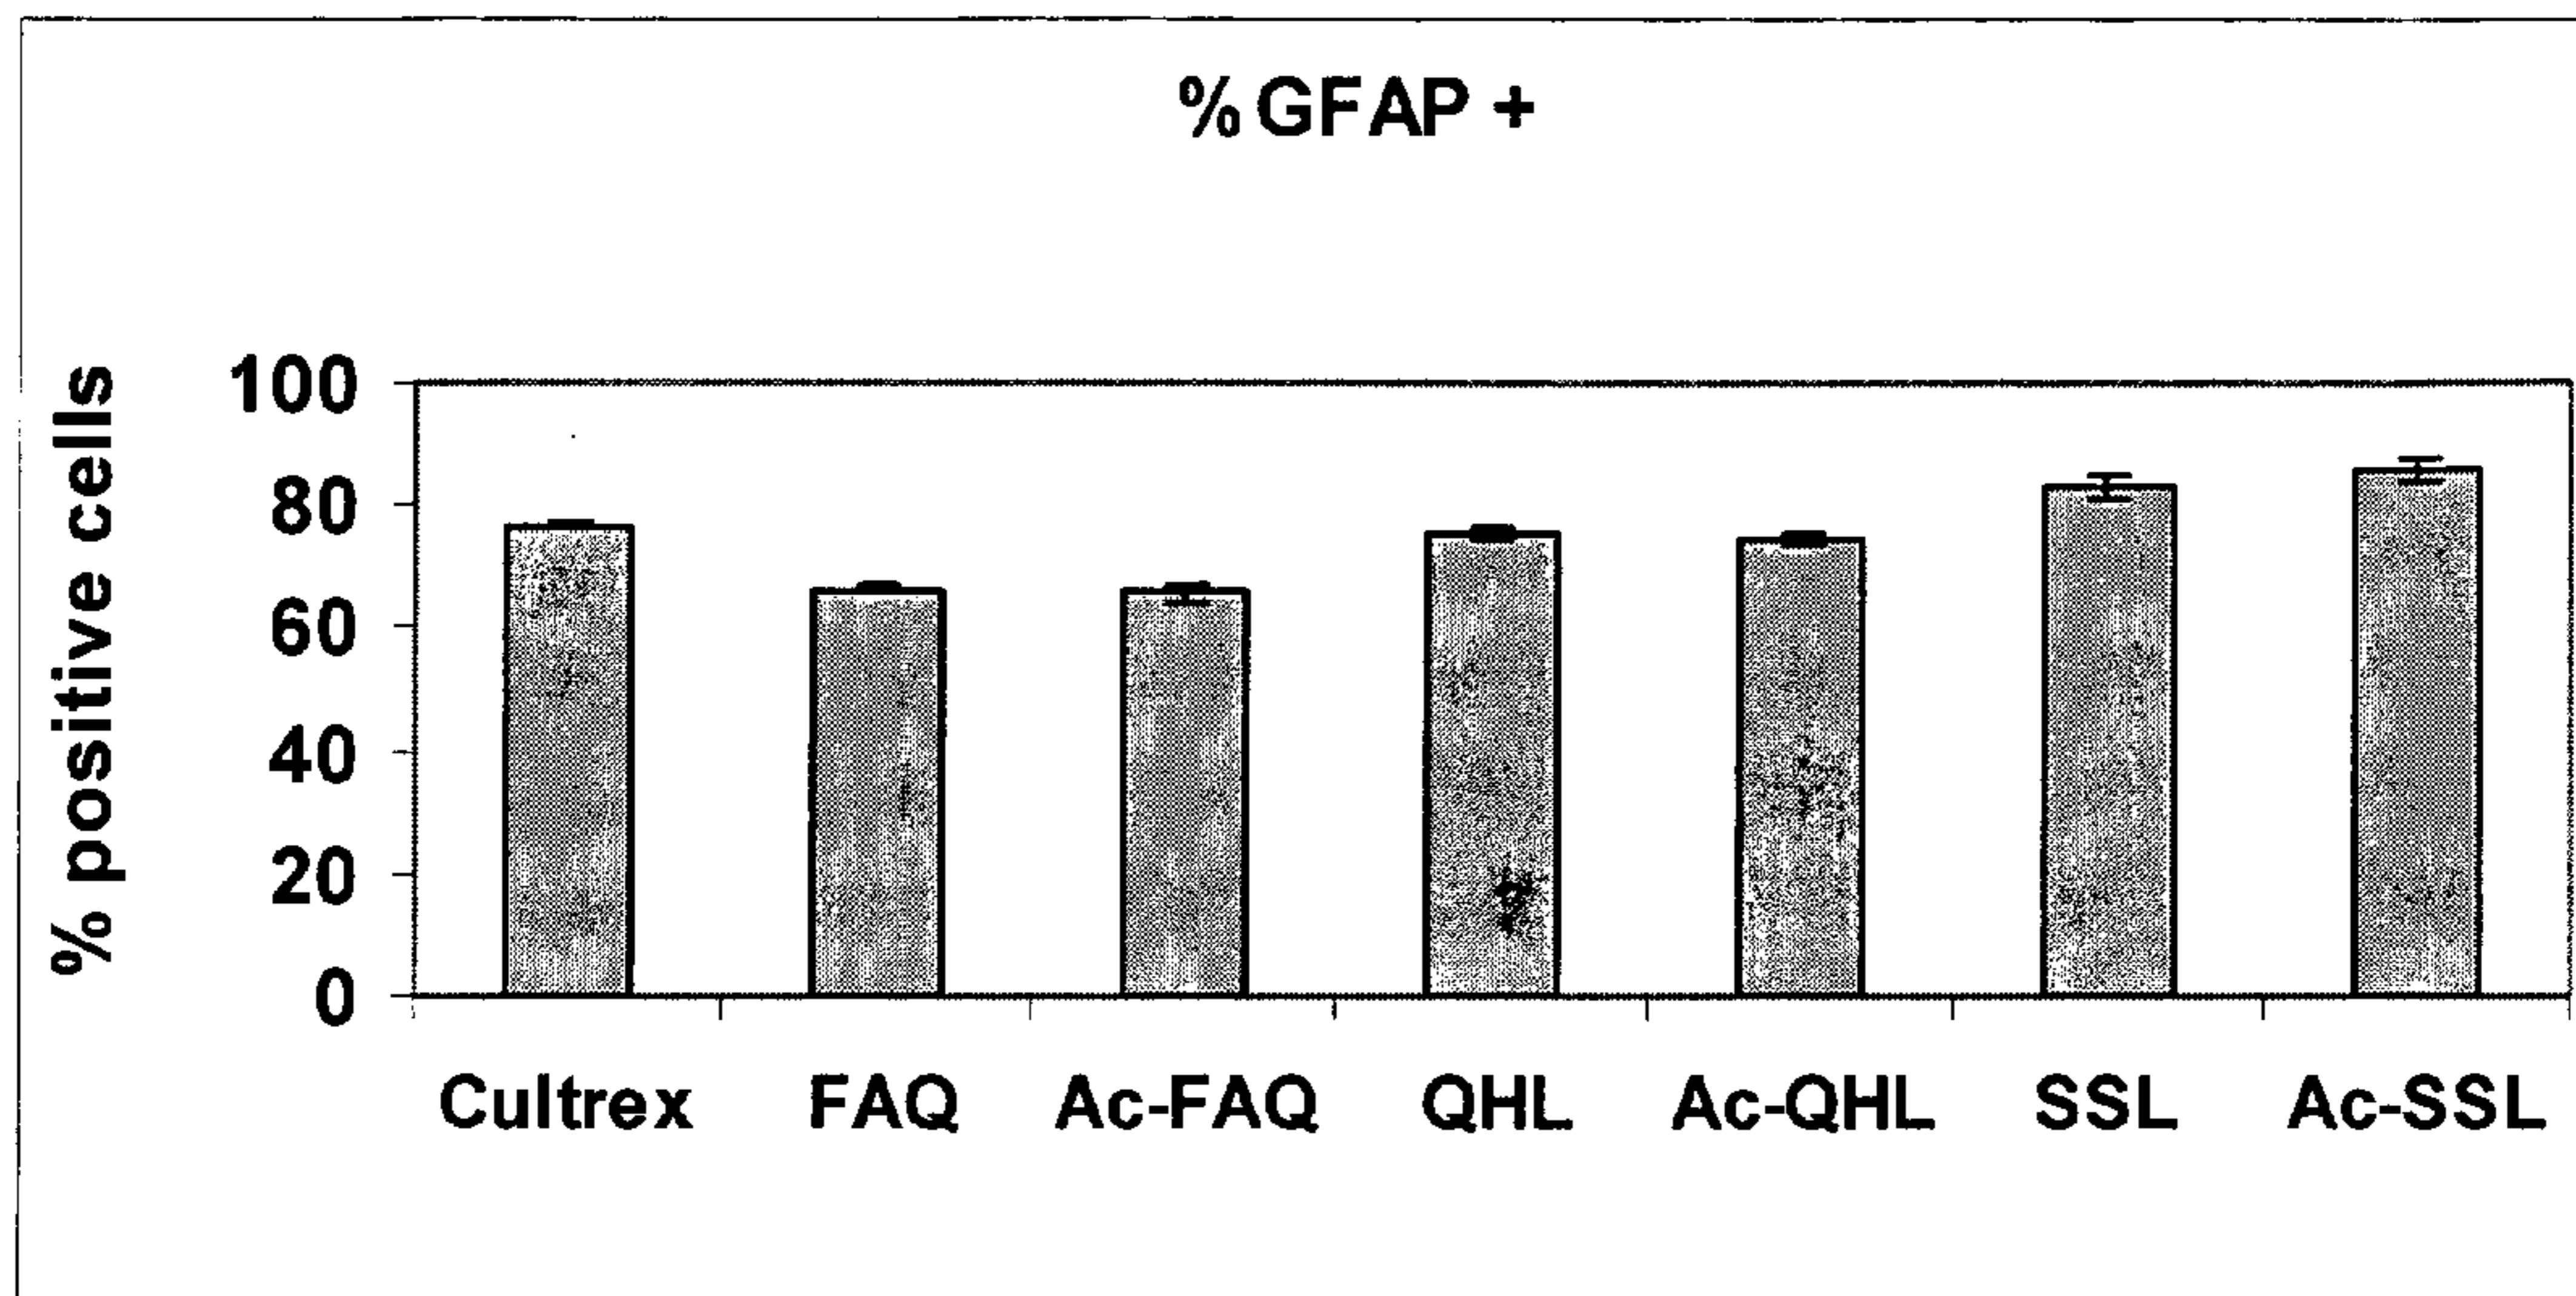 %GFAP +
% positive cells
100
80
60
40
20
0
Cultrex FAQ Ac-FAQ QHL Ac-QHL SSL Ac-SSL